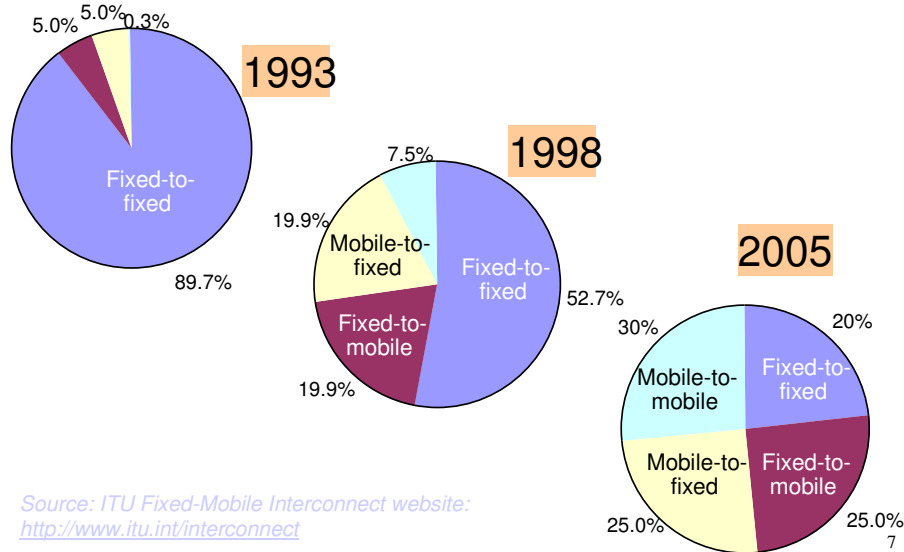 5.0%
5.0%
0.3%
1993
Fixed-to-
fixed
89.7%
1998
7.5%
19.9%
Mobile-to-
fixed
Fixed-to-
fixed
52.7%
Fixed-to-
mobile
19.9%
2005
30%
20%
Mobile-to-
mobile
Fixed-to-
fixed
Mobile-to-
fixed
Fixed-to-
mobile
25.0%
25.0%
Source: ITU Fixed-Mobile Interconnect website:
http://www.itu.int/interconnect
7